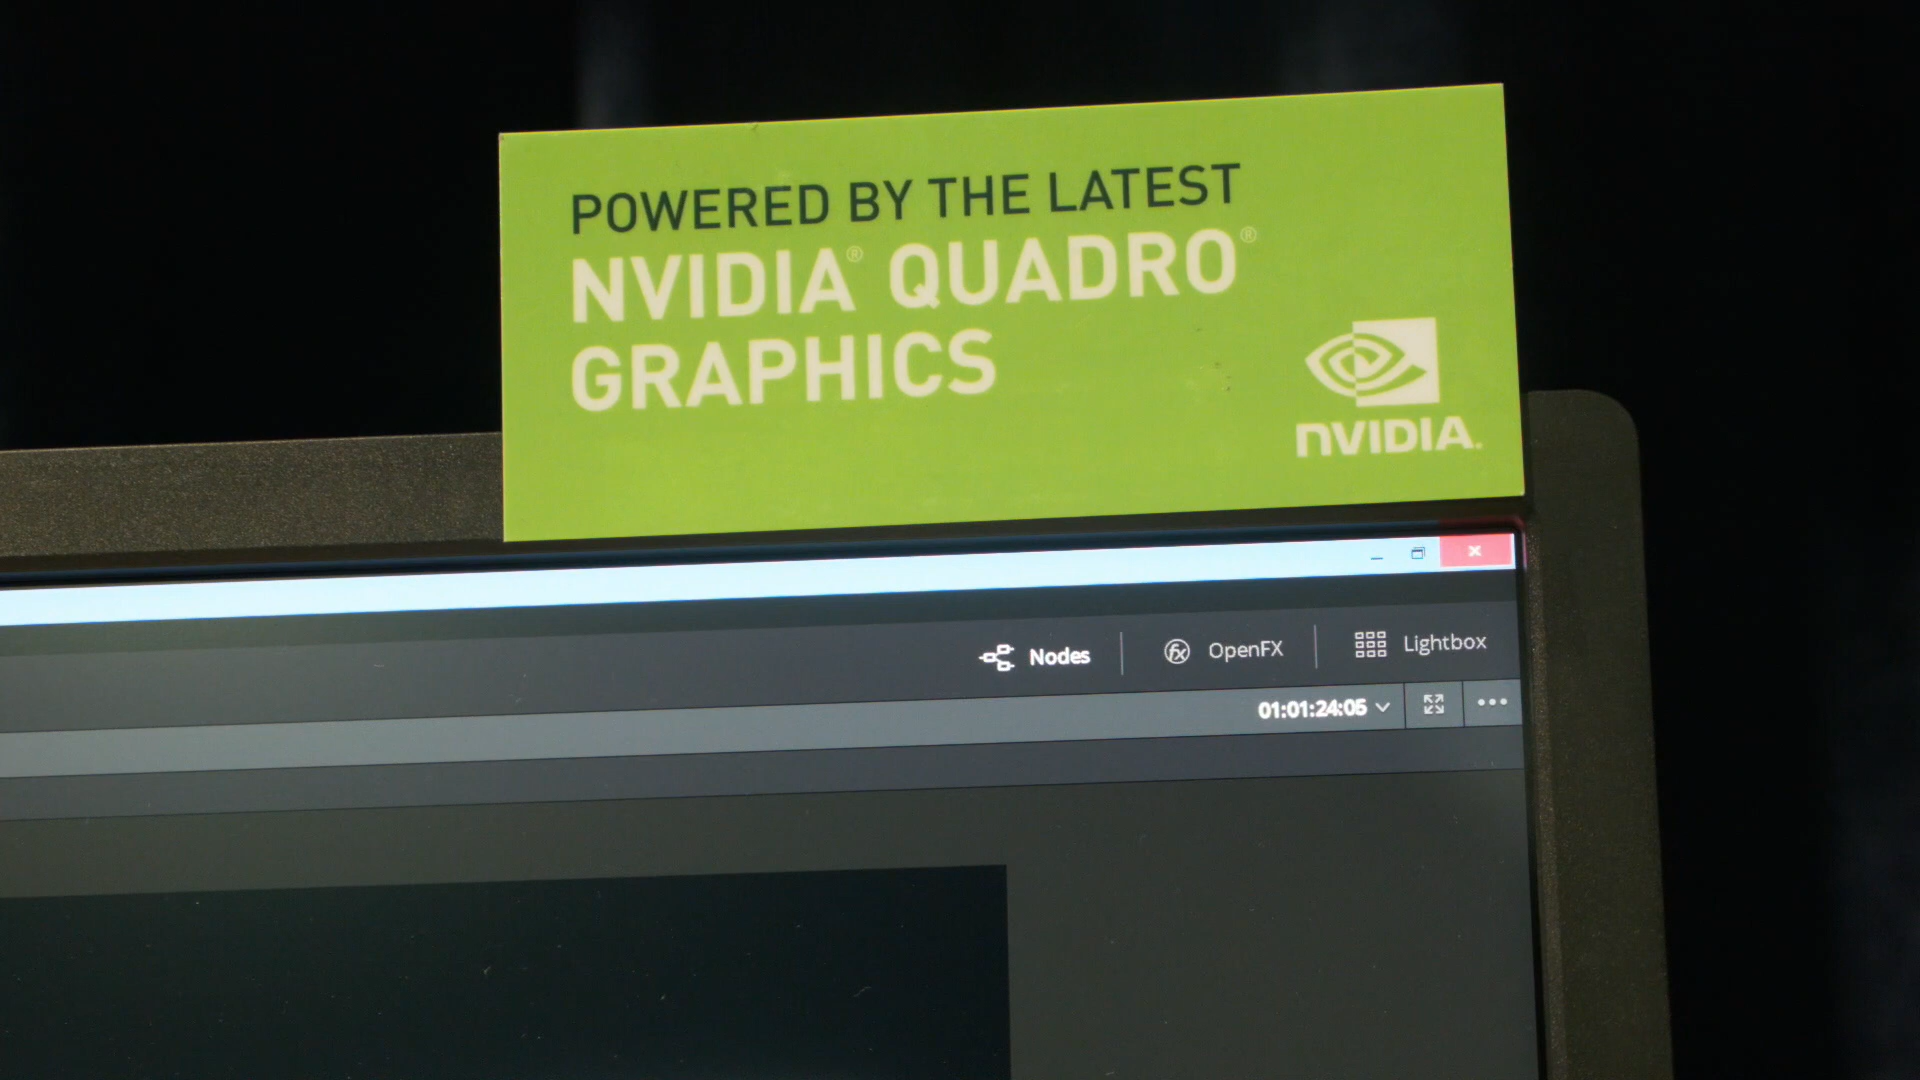 POWERED BY THE LATEST
NVIDIA® QUADRO®
GRAPHICS
NVIDIA.
Nodes
OpenFX
Lightbox
01:01:24:05